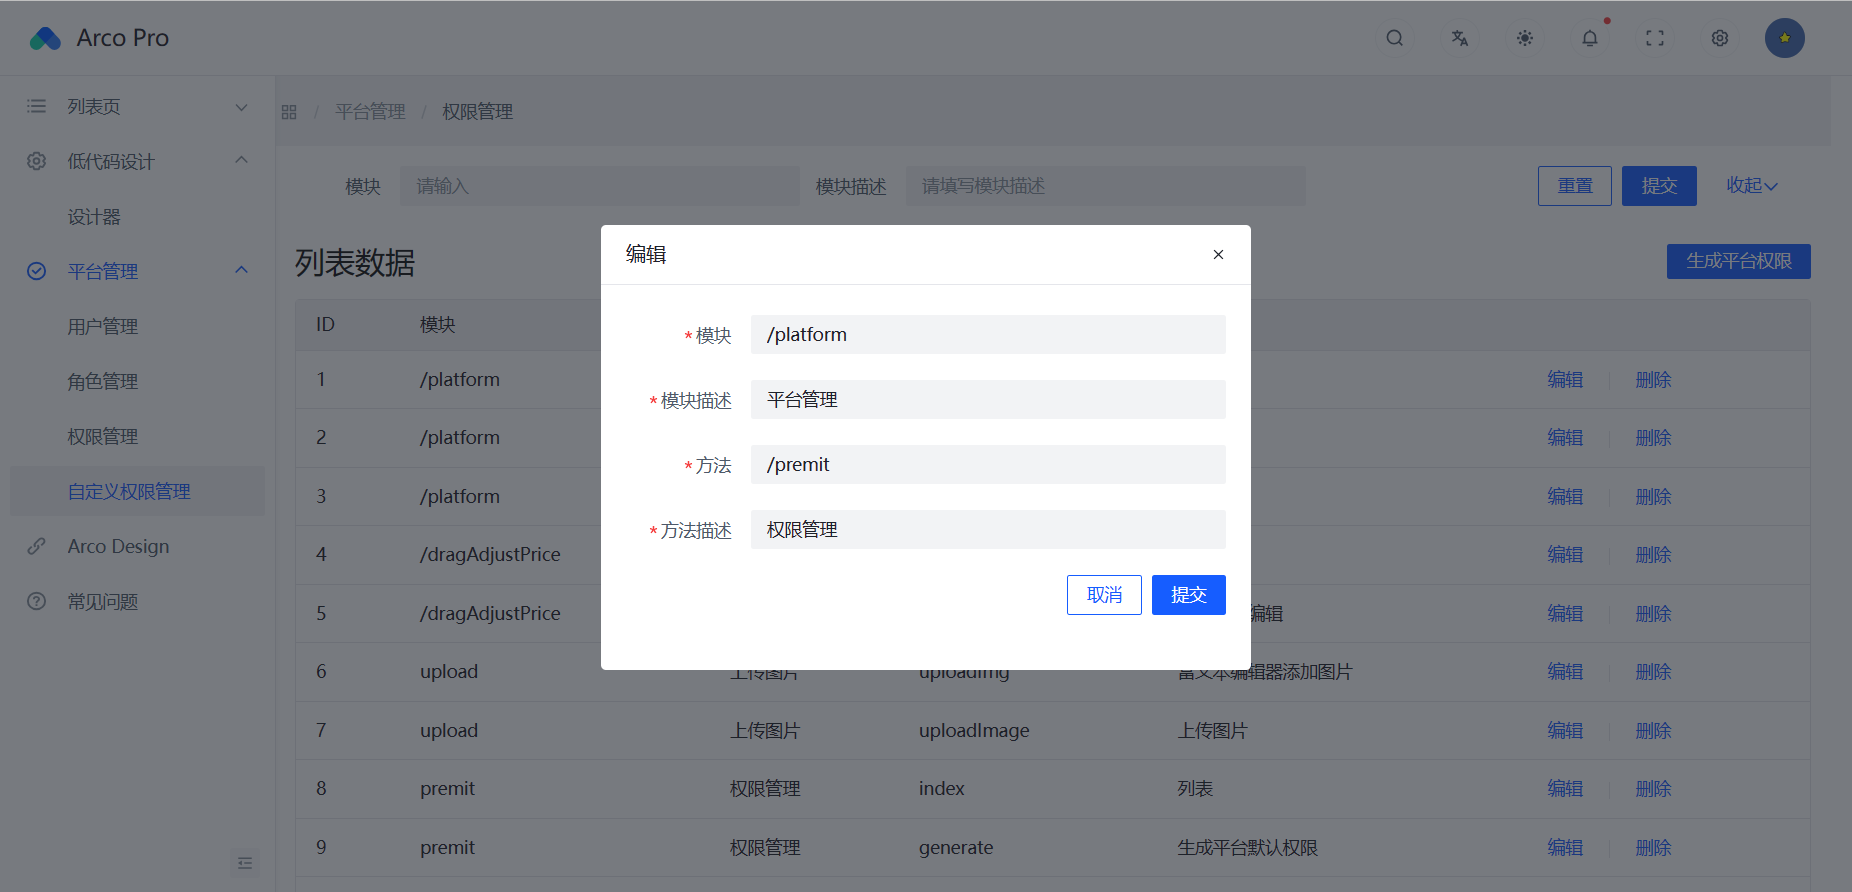 Arco Pro
列表页
低代码设计
设计器
平台管理
用户管理
角色管理
权限管理
自定义权限管理
Arco Design
常见问题
/ 平台管理 / 权限管理
模块 请输入 模块描述 请填写模块描述 重置 提交 收起
列表数据 生成平台权限
ID 模块
1 /platform 编辑 删除
2 /platform 编辑 删除
3 /platform 编辑 删除
4 /dragAdjustPrice 编辑 删除
5 /dragAdjustPrice 编辑 编辑 删除
6 upload 上传图片 uploadImg 富文本编辑器添加图片 编辑 删除
7 upload 上传图片 uploadImage 上传图片 编辑 删除
8 premit 权限管理 index 列表 编辑 删除
9 premit 权限管理 generate 生成平台默认权限 编辑 删除
编辑
*模块 /platform
*模块描述 平台管理
*方法 /premit
*方法描述 权限管理
取消 提交